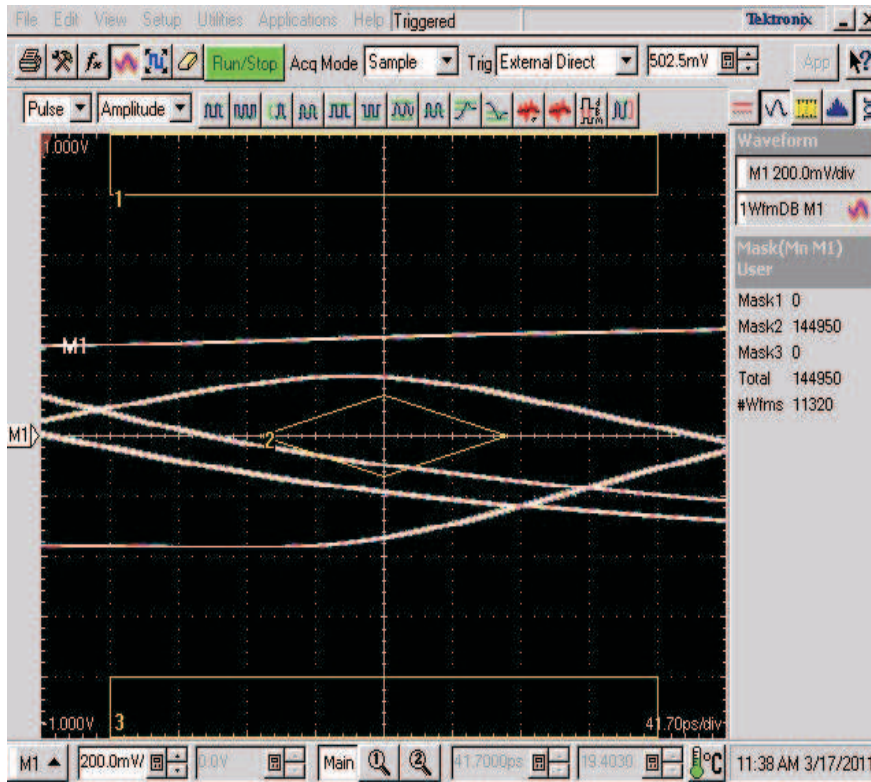 File Edit View Setup Utilities Applications Help Triggered Tektronix
Run/Stop Acq Mode Sample Trig External Direct 502.5mV App
Pulse Amplitude
1.000V
1
M1
M1
2
-1.000V 3 41.70ps/div
Waveform
M1 200.0mV/div
1WfmDB M1
Mask(Mn M1)
User
Mask1 0
Mask2 144950
Mask3 0
Total 144950
#Wfms 11320
M1 200.0mV/ 0.0V Main 1 2 41.7000ps 19.4030 °C 11:38 AM 3/17/2011